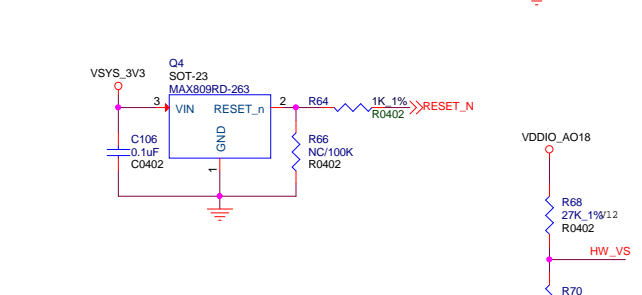 Q4
SOT-23
MAX809RD-263
VSYS_3V3
3
VIN
RESET_n
2
GND
1
C106
0.1uF
C0402
R64
1K_1%
R0402
RESET_N
R66
NC/100K
R0402
VDDIO_AO18
R68
27K_1%
V12
R0402
HW_VS
R70